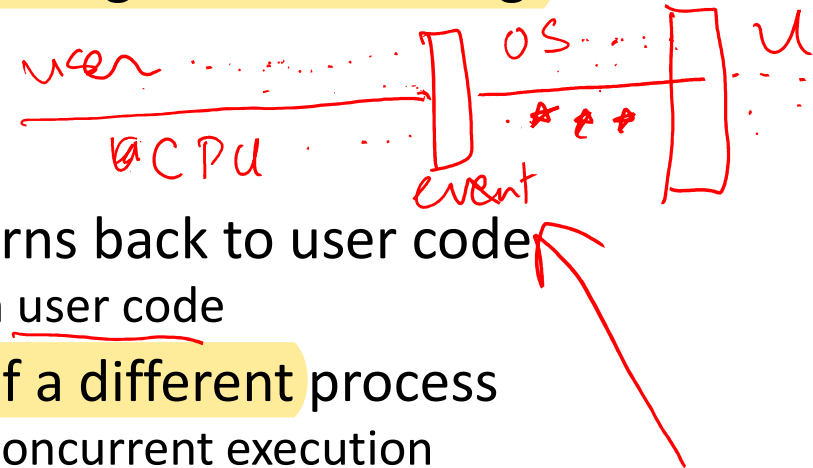 user OS U
CPU
event
rns back to user code
user code
f a different process
oncurrent execution